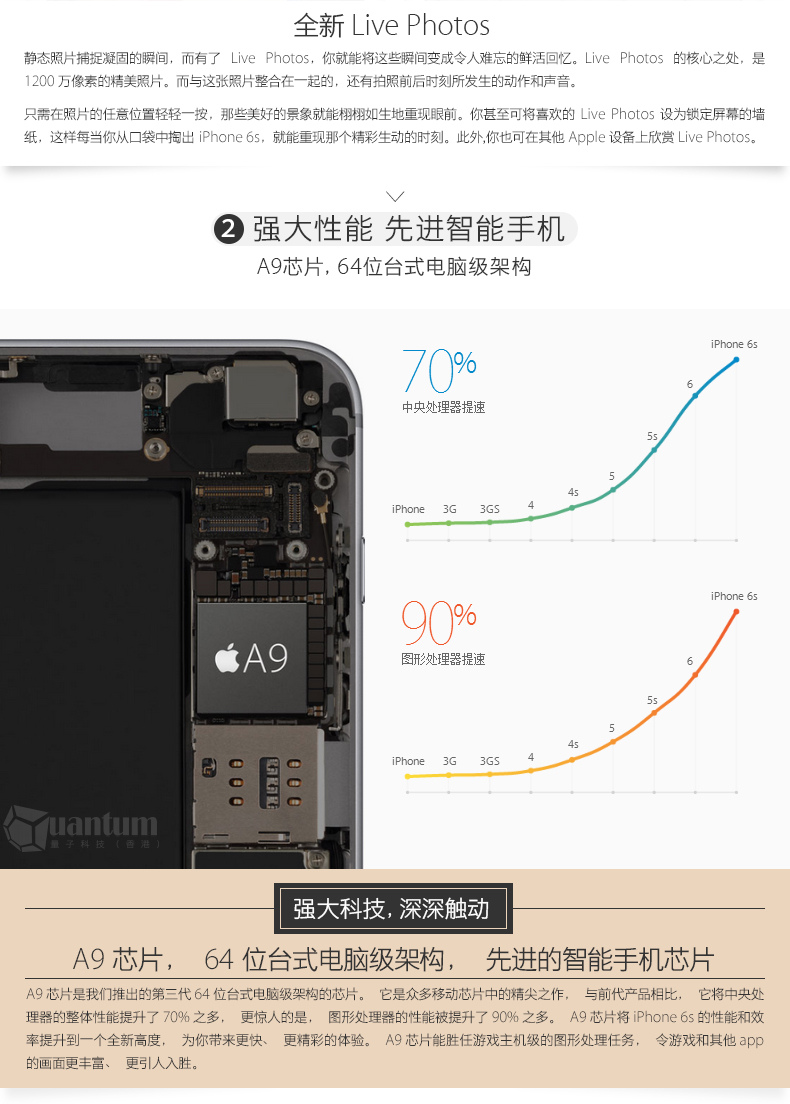 全新 Live Photos
静态照片捕捉凝固的瞬间，而有了 Live Photos，你就能将这些瞬间变成令人难忘的鲜活回忆。Live Photos 的核心之处，是
1200 万像素的精美照片。而与这张照片整合在一起的，还有拍照前后时刻所发生的动作和声音。
只需在照片的任意位置轻轻一按，那些美好的景象就能栩栩如生地重现眼前。你甚至可将喜欢的 Live Photos 设为锁定屏幕的墙
纸，这样每当你从口袋中掏出 iPhone 6s，就能重现那个精彩生动的时刻。此外,你也可在其他 Apple 设备上欣赏 Live Photos。
2 强大性能 先进智能手机
A9芯片, 64位台式电脑级架构
70%
中央处理器提速
iPhone 3G 3GS 4 4s 5 5s 6 iPhone 6s
A9
90%
图形处理器提速
iPhone 3G 3GS 4 4s 5 5s 6 iPhone 6s
Quantum
量子科技（香港）
强大科技, 深深触动
A9 芯片， 64 位台式电脑级架构， 先进的智能手机芯片
A9 芯片是我们推出的第三代 64 位台式电脑级架构的芯片。 它是众多移动芯片中的精尖之作， 与前代产品相比， 它将中央处
理器的整体性能提升了 70% 之多， 更惊人的是， 图形处理器的性能被提升了 90% 之多。 A9 芯片将 iPhone 6s 的性能和效
率提升到一个全新高度， 为你带来更快、 更精彩的体验。 A9 芯片能胜任游戏主机级的图形处理任务， 令游戏和其他 app
的画面更丰富、 更引人入胜。